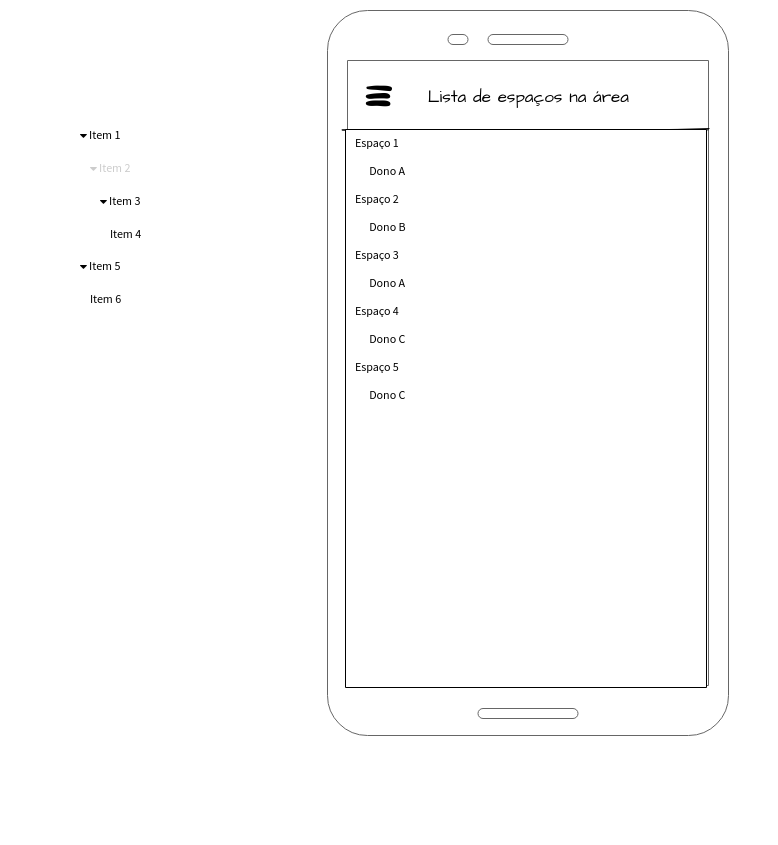 Item 1
Item 2
Item 3
Item 4
Item 5
Item 6
Lista de espaços na área
Espaço 1
Dono A
Espaço 2
Dono B
Espaço 3
Dono A
Espaço 4
Dono C
Espaço 5
Dono C